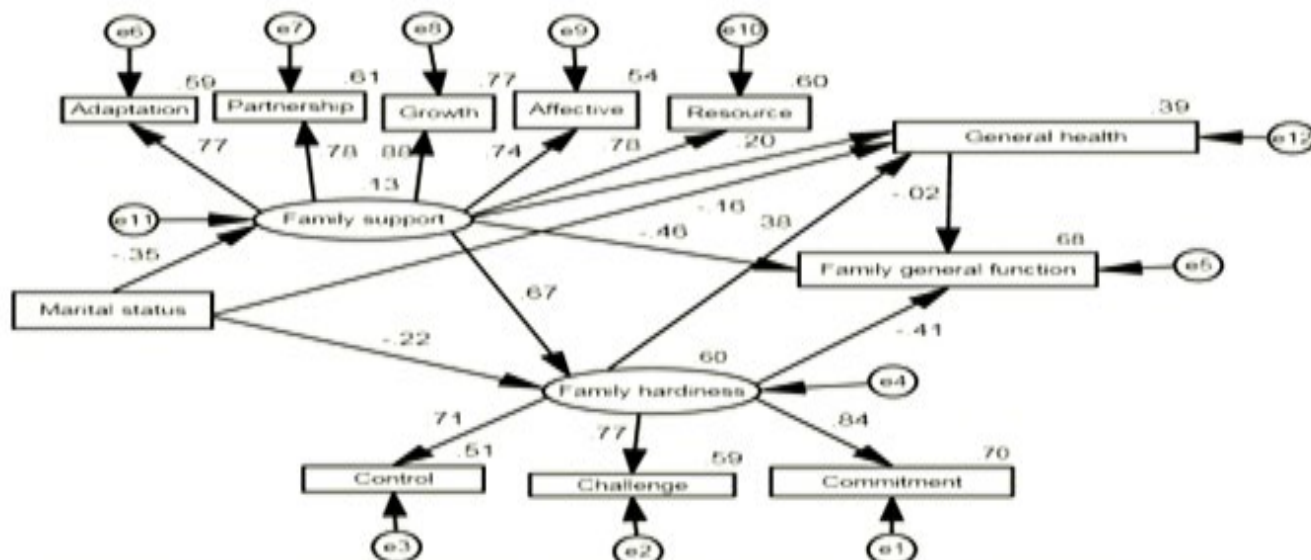 e6 e7 e8 e9 e10
.59 .61 .77 .54 .60 .39
Adaptation Partnership Growth Affective Resource General health e12
.77 .78 .88 .74 .78 .20
.13 -.16 .38 -.02
e11 Family support -.46 68
-.35 Family general function e5
Marital status .67
-.22 -.41
60
Family hardiness e4
71 .77 .84
.51 .59 70
Control Challenge Commitment
e3 e2 e1